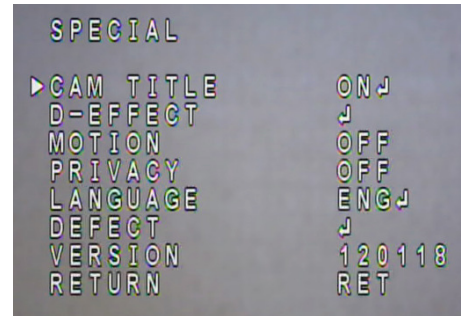 SPECIAL
CAM TITLE ON↲
D-EFFECT ↲
MOTION OFF
PRIVACY OFF
LANGUAGE ENG↲
DEFECT ↲
VERSION 120118
RETURN RET